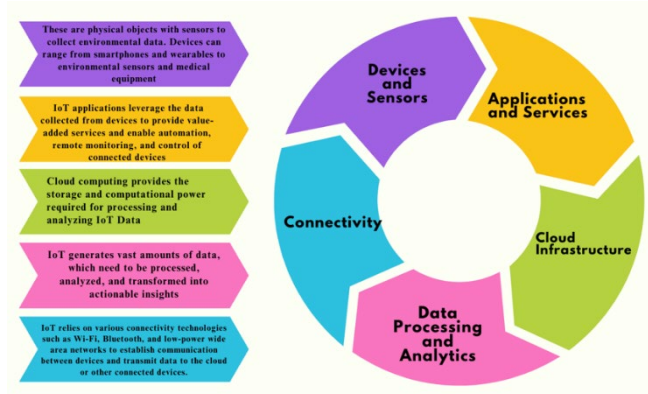 These are physical objects with sensors to
collect environmental data. Devices can
range from smartphones and wearables to
environmental sensors and medical
equipment
IoT applications leverage the data
collected from devices to provide value-
added services and enable automation,
remote monitoring, and control of
connected devices
Cloud computing provides the
storage and computational power
required for processing and
analyzing IoT Data
IoT generates vast amounts of data,
which need to be processed,
analyzed, and transformed into
actionable insights
IoT relies on various connectivity technologies
such as Wi-Fi, Bluetooth, and low-power wide
area networks to establish communication
between devices and transmit data to the cloud
or other connected devices.
Devices
and
Sensors
Applications
and Services
Cloud
Infrastructure
Data
Processing
and
Analytics
Connectivity